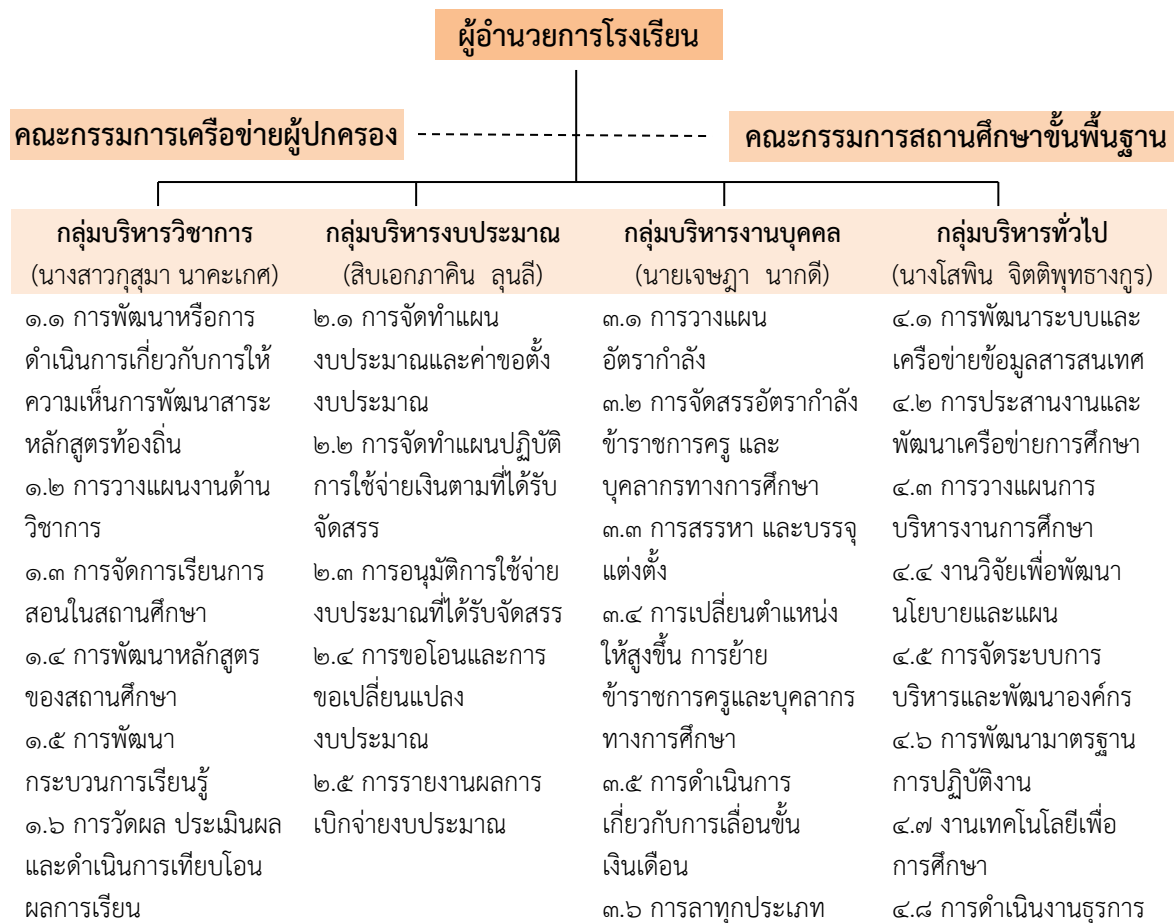 ผู้อำนวยการโรงเรียน
คณะกรรมการเครือข่ายผู้ปกครอง
คณะกรรมการสถานศึกษาขั้นพื้นฐาน
กลุ่มบริหารวิชาการ
(นางสาวกุสุมา นาคะเกศ)
๑.๑ การพัฒนาหรือการ
ดำเนินการเกี่ยวกับการให้
ความเห็นการพัฒนาสาระ
หลักสูตรท้องถิ่น
๑.๒ การวางแผนงานด้าน
วิชาการ
๑.๓ การจัดการเรียนการ
สอนในสถานศึกษา
๑.๔ การพัฒนาหลักสูตร
ของสถานศึกษา
๑.๕ การพัฒนา
กระบวนการเรียนรู้
๑.๖ การวัดผล ประเมินผล
และดำเนินการเทียบโอน
ผลการเรียน
กลุ่มบริหารงบประมาณ
(สิบเอกภาคิน ลุนลี)
๒.๑ การจัดทำแผน
งบประมาณและค่าขอตั้ง
งบประมาณ
๒.๒ การจัดทำแผนปฏิบัติ
การใช้จ่ายเงินตามที่ได้รับ
จัดสรร
๒.๓ การอนุมัติการใช้จ่าย
งบประมาณที่ได้รับจัดสรร
๒.๔ การขอโอนและการ
ขอเปลี่ยนแปลง
งบประมาณ
๒.๕ การรายงานผลการ
เบิกจ่ายงบประมาณ
กลุ่มบริหารงานบุคคล
(นายเจษฎา นากดี)
๓.๑ การวางแผน
อัตรากำลัง
๓.๒ การจัดสรรอัตรากำลัง
ข้าราชการครู และ
บุคลากรทางการศึกษา
๓.๓ การสรรหา และบรรจุ
แต่งตั้ง
๓.๔ การเปลี่ยนตำแหน่ง
ให้สูงขึ้น การย้าย
ข้าราชการครูและบุคลากร
ทางการศึกษา
๓.๕ การดำเนินการ
เกี่ยวกับการเลื่อนขั้น
เงินเดือน
๓.๖ การลาทุกประเภท
กลุ่มบริหารทั่วไป
(นางโสพิน จิตติพุทธางกูร)
๔.๑ การพัฒนาระบบและ
เครือข่ายข้อมูลสารสนเทศ
๔.๒ การประสานงานและ
พัฒนาเครือข่ายการศึกษา
๔.๓ การวางแผนการ
บริหารงานการศึกษา
๔.๔ งานวิจัยเพื่อพัฒนา
นโยบายและแผน
๔.๕ การจัดระบบการ
บริหารและพัฒนาองค์กร
๔.๖ การพัฒนามาตรฐาน
การปฏิบัติงาน
๔.๗ งานเทคโนโลยีเพื่อ
การศึกษา
๔.๘ การดำเนินงานธุรการ